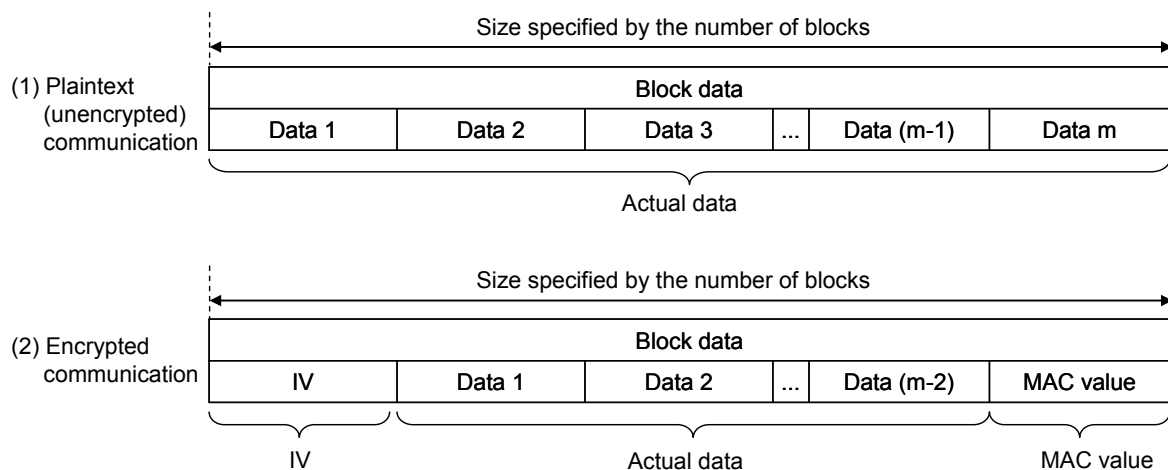 Size specified by the number of blocks
(1) Plaintext
(unencrypted)
communication
Block data
Data 1 Data 2 Data 3 ... Data (m-1) Data m
Actual data
Size specified by the number of blocks
(2) Encrypted
communication
Block data
IV Data 1 Data 2 ... Data (m-2) MAC value
IV Actual data MAC value